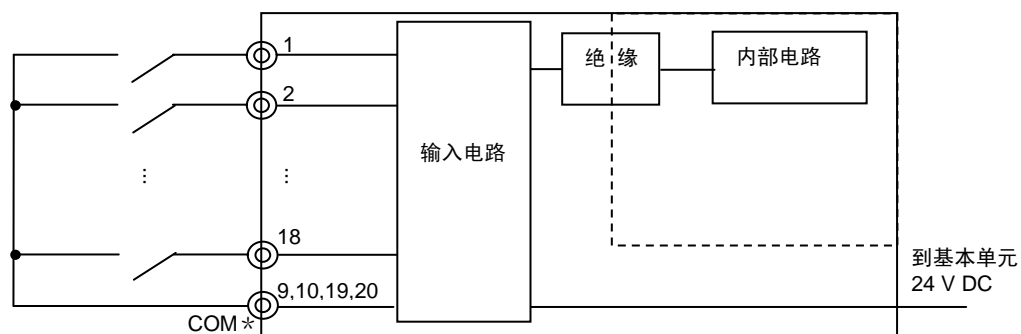 1
绝 缘
内部电路
2
输入电路
⋮
⋮
18
到基本单元
24 V DC
9,10,19,20
COM＊